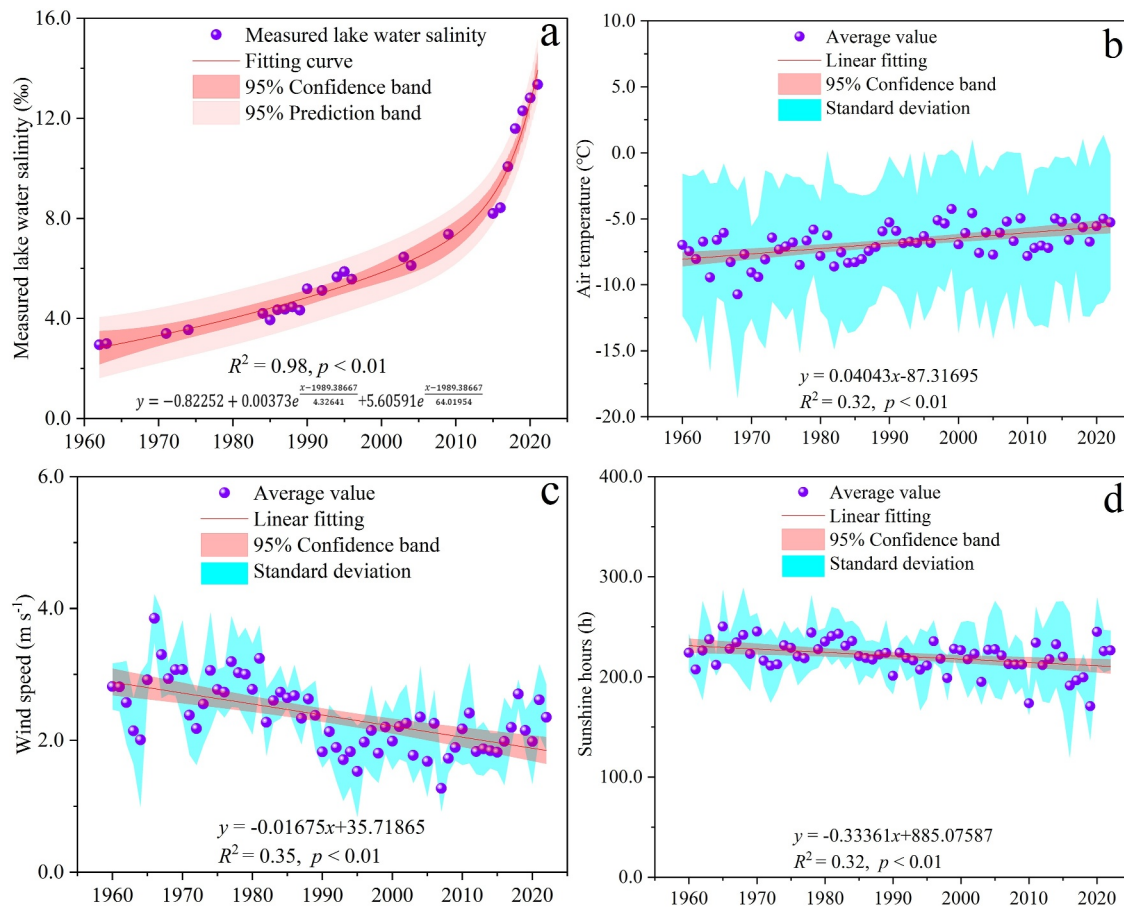 a
Measured lake water salinity
Fitting curve
95% Confidence band
95% Prediction band
Measured lake water salinity (‰)
16.0
12.0
8.0
4.0
0.0
R² = 0.98, p < 0.01
y = −0.82252 + 0.00373e^((x−1989.38667)/4.32641) +5.60591e^((x−1989.38667)/64.01954)
1960 1970 1980 1990 2000 2010 2020
b
Average value
Linear fitting
95% Confidence band
Standard deviation
Air temperature (°C)
10.0
5.0
0.0
-5.0
-10.0
-15.0
-20.0
y = 0.04043x-87.31695
R² = 0.32, p < 0.01
1960 1970 1980 1990 2000 2010 2020
c
Average value
Linear fitting
95% Confidence band
Standard deviation
Wind speed (m s⁻¹)
6.0
4.0
2.0
0.0
y = -0.01675x+35.71865
R² = 0.35, p < 0.01
1960 1970 1980 1990 2000 2010 2020
d
Average value
Linear fitting
95% Confidence band
Standard deviation
Sunshine hours (h)
400.0
300.0
200.0
100.0
0.0
y = -0.33361x+885.07587
R² = 0.32, p < 0.01
1960 1970 1980 1990 2000 2010 2020